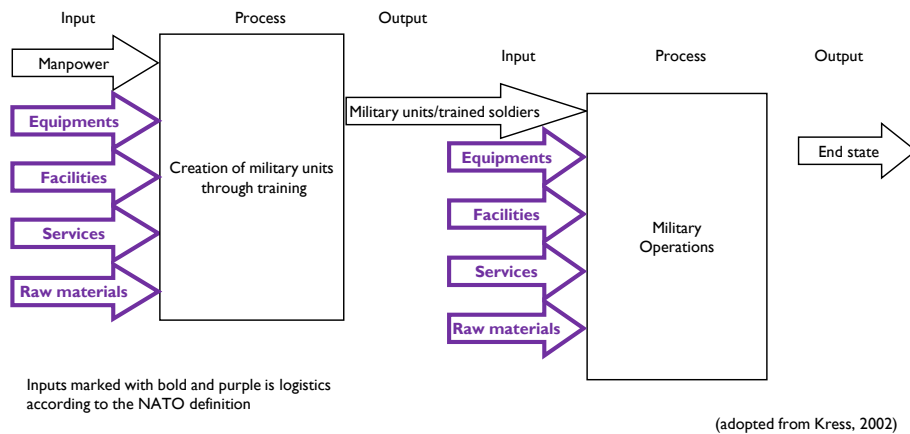 Input
Process
Output
Manpower
Equipments
Facilities
Services
Raw materials
Creation of military units
through training
Military units/trained soldiers
Input
Process
Output
Equipments
Facilities
Services
Raw materials
Military
Operations
End state
Inputs marked with bold and purple is logistics
according to the NATO definition
(adopted from Kress, 2002)